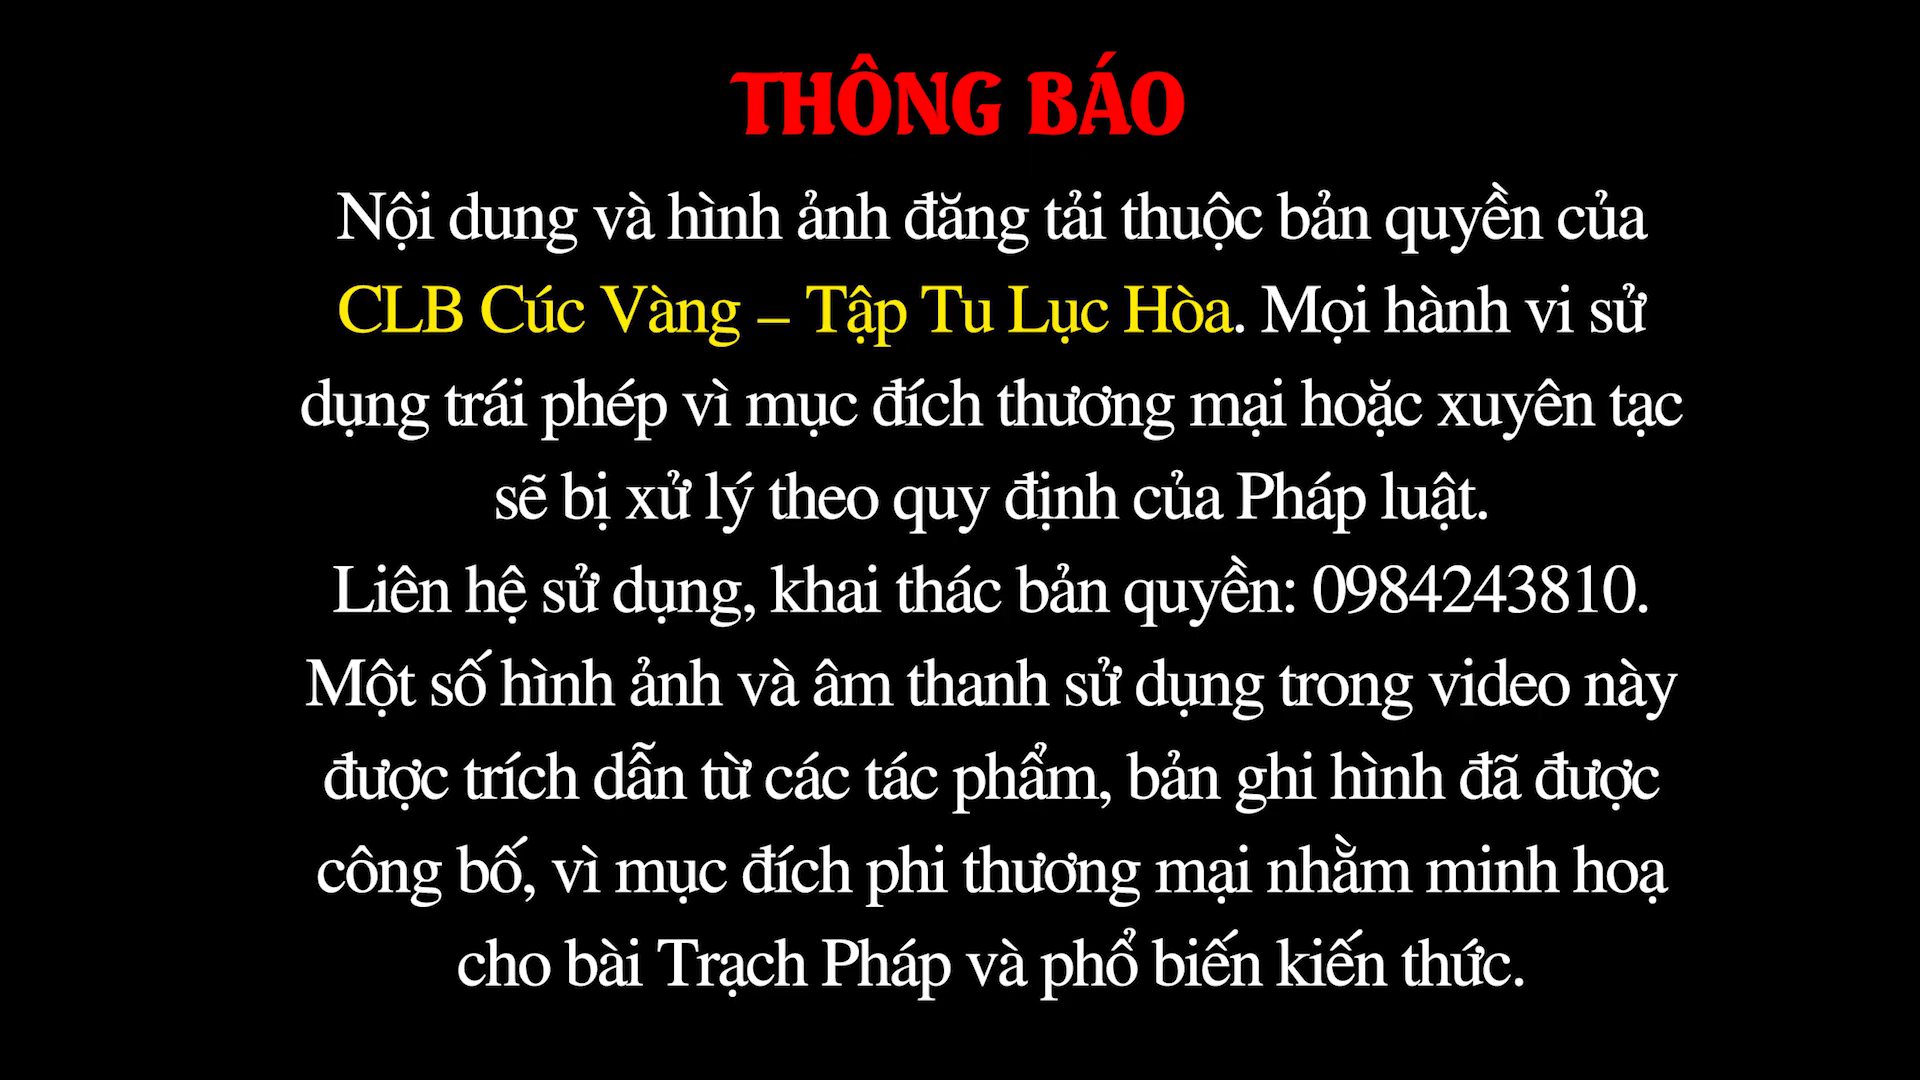 THÔNG BÁO
Nội dung và hình ảnh đăng tải thuộc bản quyền của
CLB Cúc Vàng – Tập Tu Lục Hòa. Mọi hành vi sử
dụng trái phép vì mục đích thương mại hoặc xuyên tạc
sẽ bị xử lý theo quy định của Pháp luật.
Liên hệ sử dụng, khai thác bản quyền: 0984243810.
Một số hình ảnh và âm thanh sử dụng trong video này
được trích dẫn từ các tác phẩm, bản ghi hình đã được
công bố, vì mục đích phi thương mại nhằm minh hoạ
cho bài Trạch Pháp và phổ biến kiến thức.